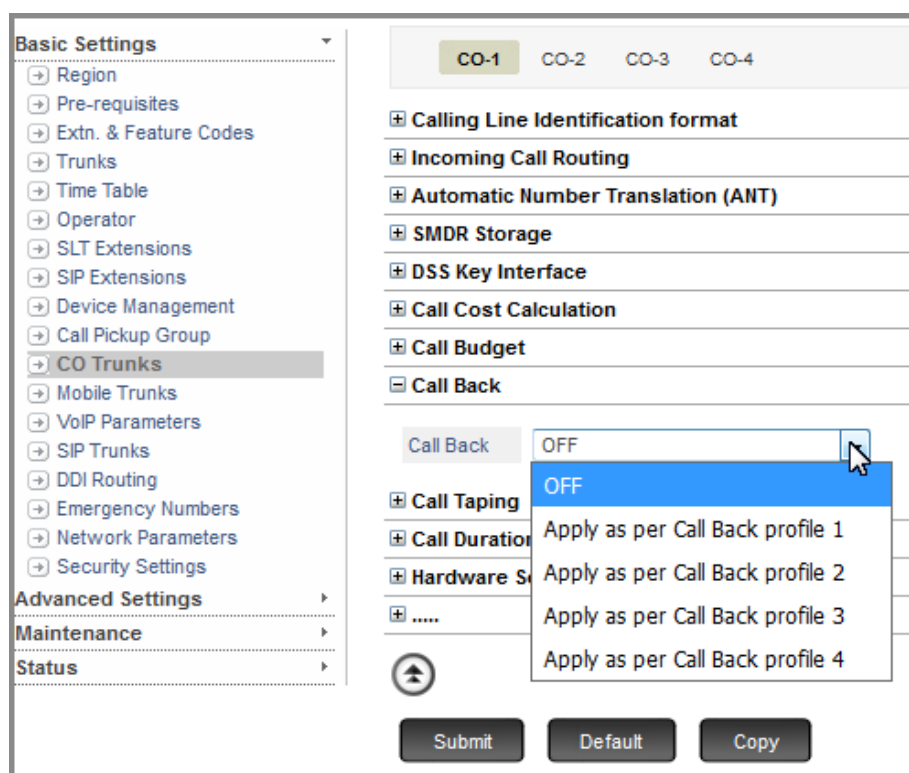 Basic Settings
Region
Pre-requisites
Extn. & Feature Codes
Trunks
Time Table
Operator
SLT Extensions
SIP Extensions
Device Management
Call Pickup Group
CO Trunks
Mobile Trunks
VoIP Parameters
SIP Trunks
DDI Routing
Emergency Numbers
Network Parameters
Security Settings
Advanced Settings
Maintenance
Status
CO-1 CO-2 CO-3 CO-4
Calling Line Identification format
Incoming Call Routing
Automatic Number Translation (ANT)
SMDR Storage
DSS Key Interface
Call Cost Calculation
Call Budget
Call Back
Call Back OFF
OFF
Apply as per Call Back profile 1
Apply as per Call Back profile 2
Apply as per Call Back profile 3
Apply as per Call Back profile 4
Call Taping
Call Duration
Hardware
.....
Submit Default Copy